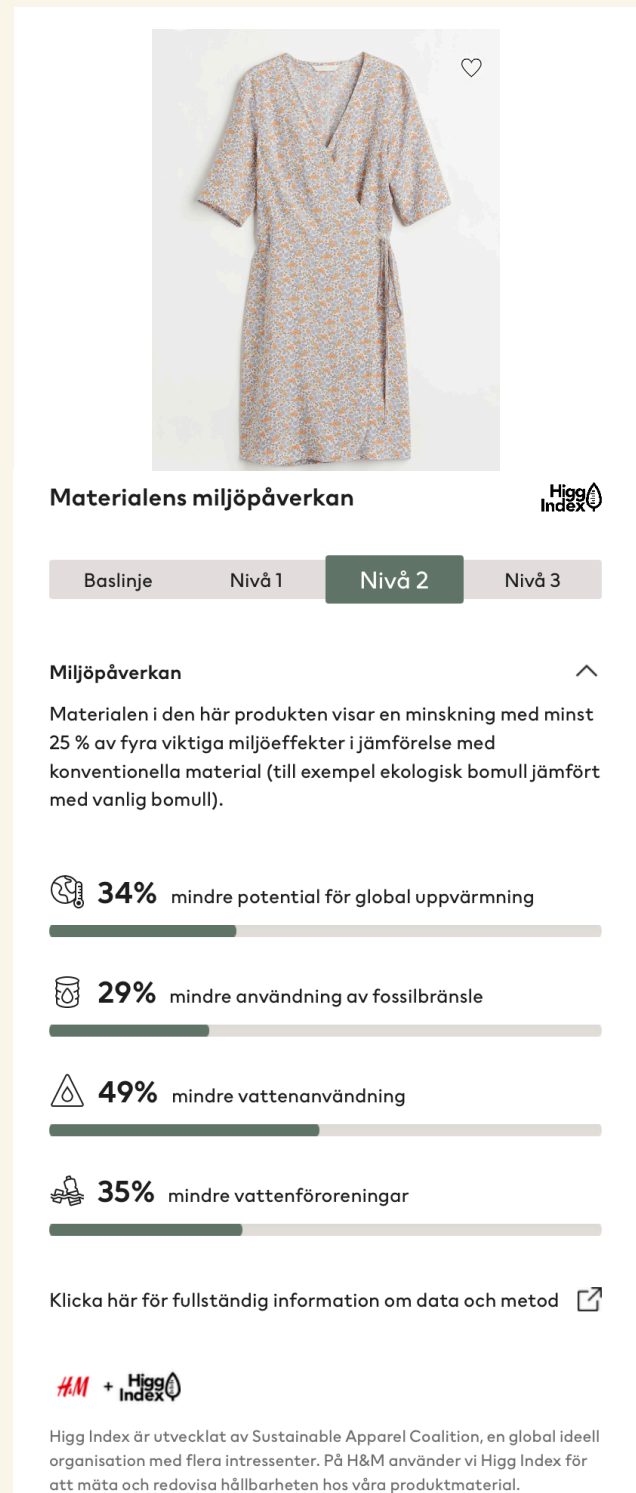 Materialens miljöpåverkan
Higg
Index
Baslinje
Nivå 1
Nivå 2
Nivå 3
Miljöpåverkan
Materialen i den här produkten visar en minskning med minst
25 % av fyra viktiga miljöeffekter i jämförelse med
konventionella material (till exempel ekologisk bomull jämfört
med vanlig bomull).
34% mindre potential för global uppvärmning
29% mindre användning av fossilbränsle
49% mindre vattenanvändning
35% mindre vattenföroreningar
Klicka här för fullständig information om data och metod
H&M + Higg
Index
Higg Index är utvecklat av Sustainable Apparel Coalition, en global ideell
organisation med flera intressenter. På H&M använder vi Higg Index för
att mäta och redovisa hållbarheten hos våra produktmaterial.